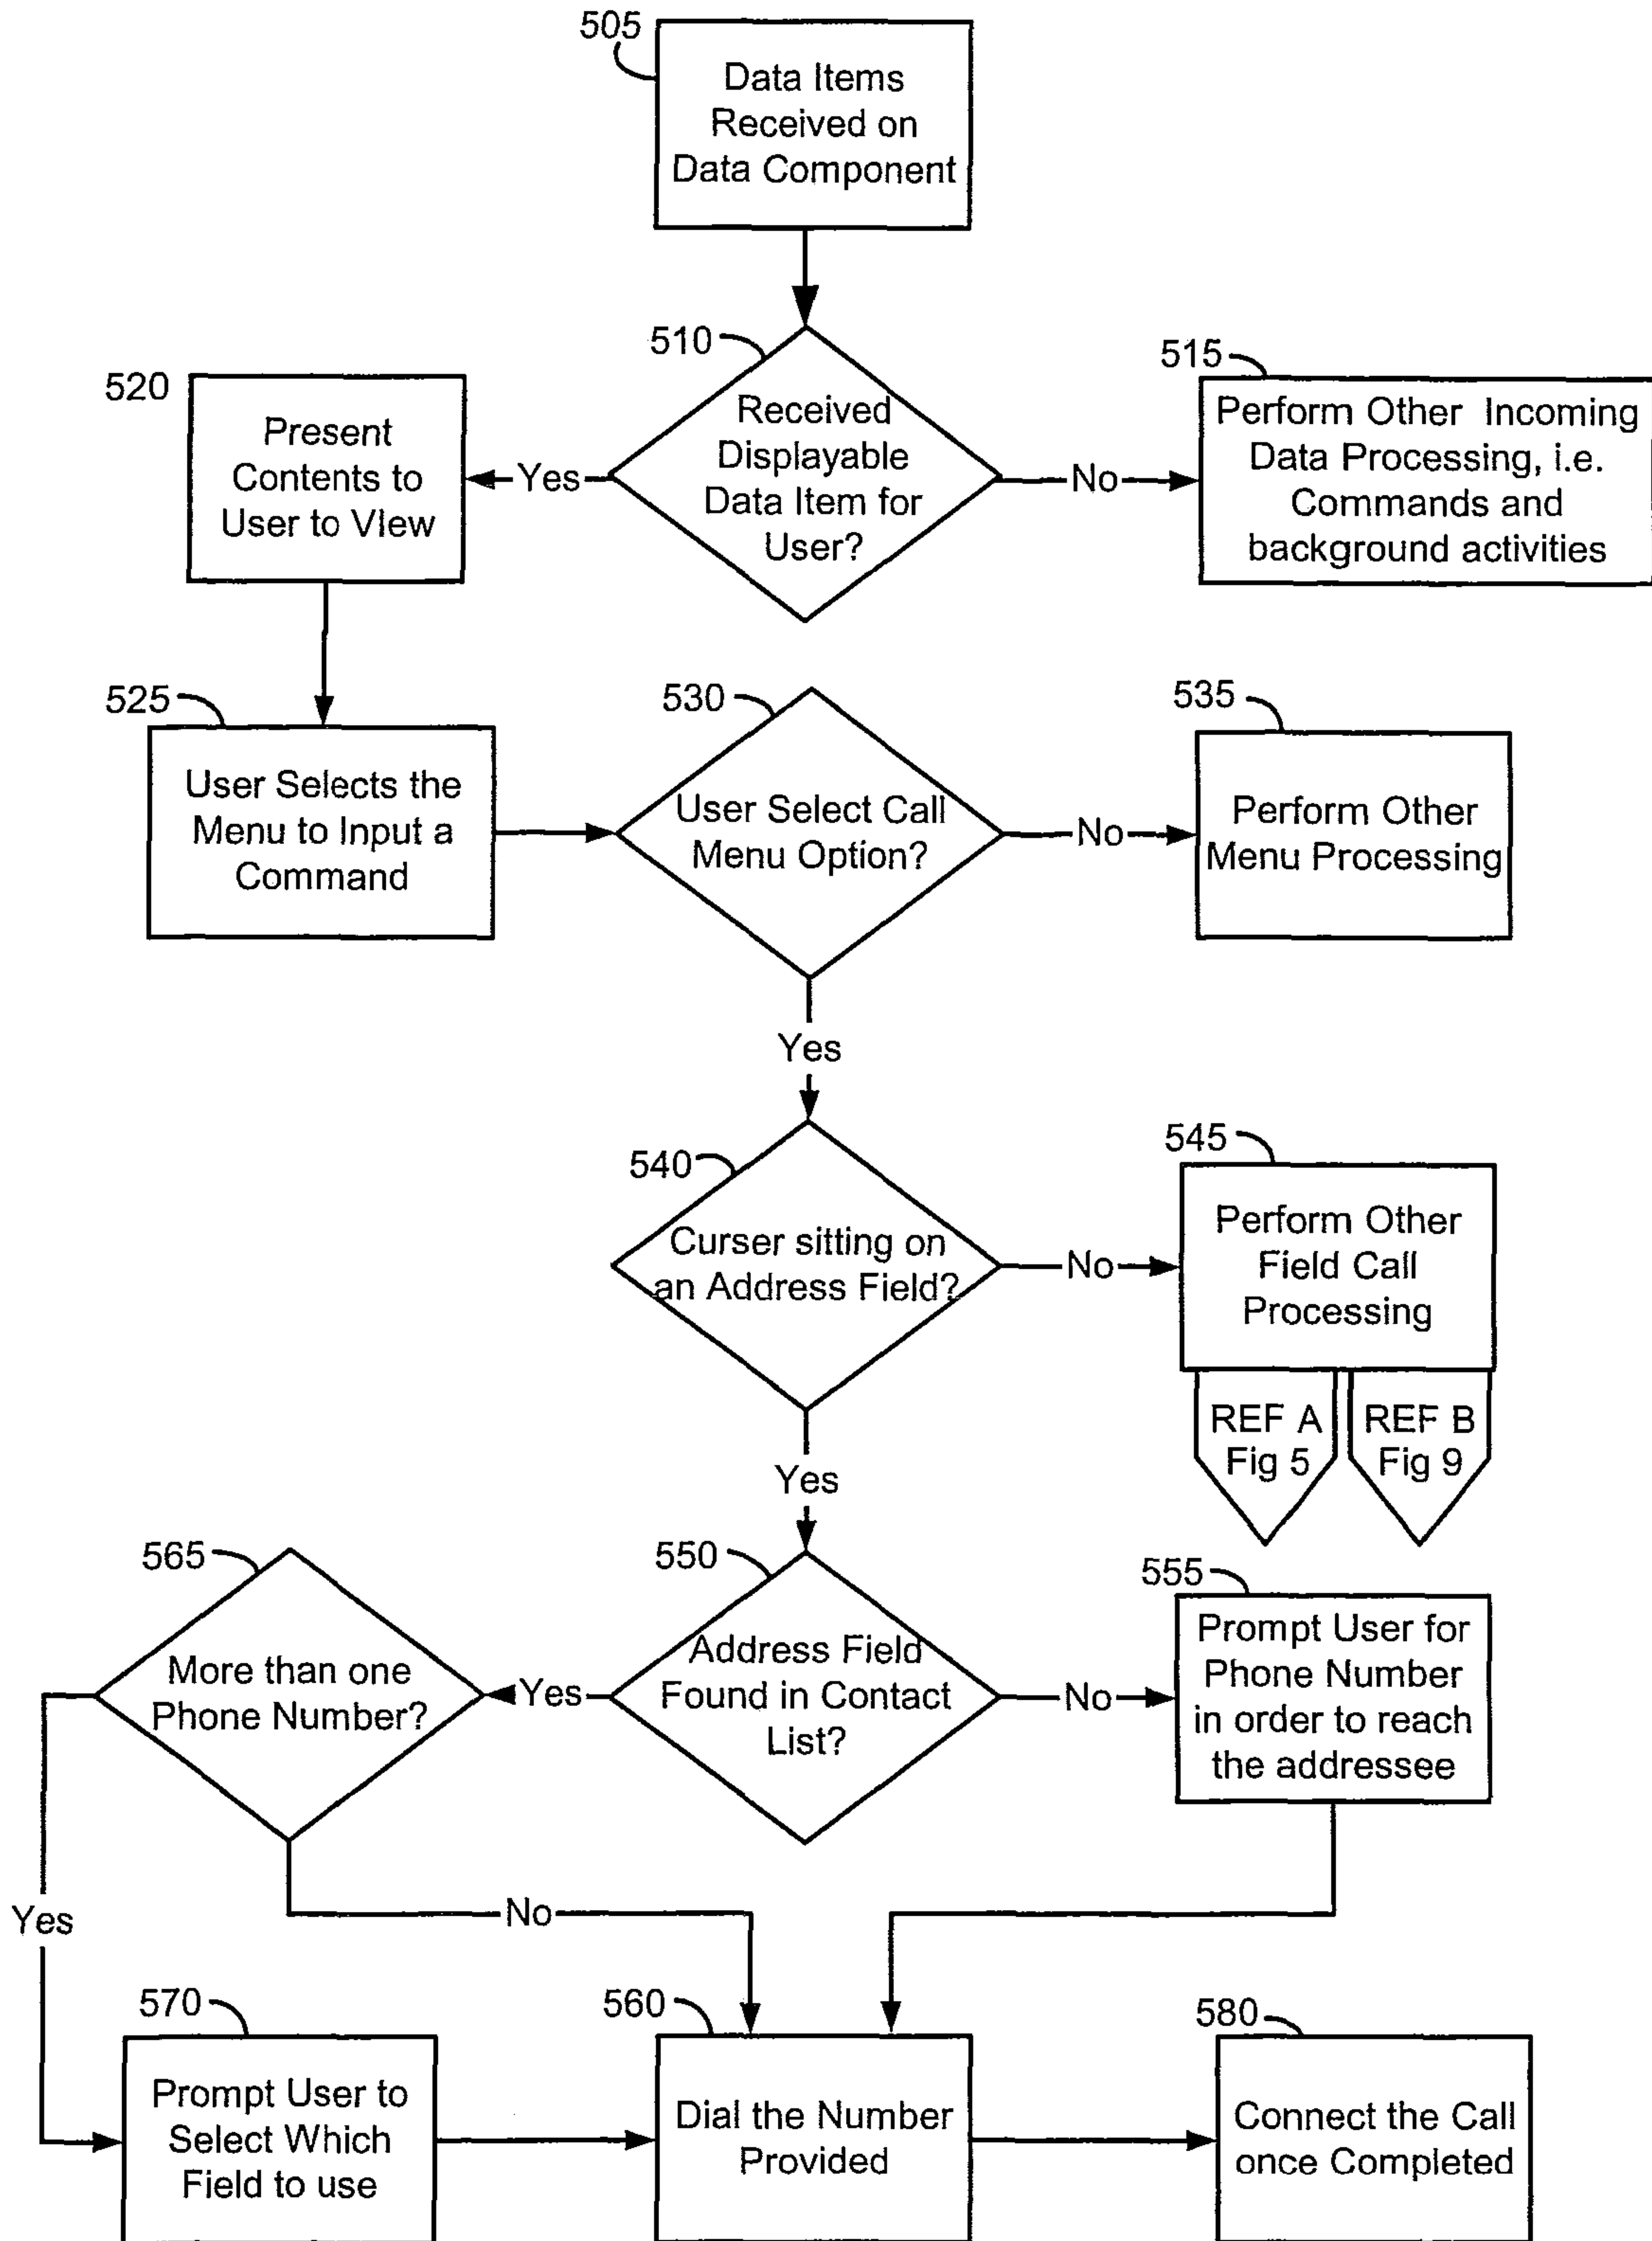 505
Data Items
Received on
Data Component
510
Received
Displayable
Data Item for
User?
Yes
No
515
Perform Other Incoming
Data Processing, i.e.
Commands and
background activities
520
Present
Contents to
User to VIew
525
User Selects the
Menu to Input a
Command
530
User Select Call
Menu Option?
No
535
Perform Other
Menu Processing
Yes
540
Curser sitting on
an Address Field?
No
545
Perform Other
Field Call
Processing
REF A
Fig 5
REF B
Fig 9
Yes
550
Address Field
Found in Contact
List?
Yes
No
555
Prompt User for
Phone Number
in order to reach
the addressee
565
More than one
Phone Number?
Yes
No
570
Prompt User to
Select Which
Field to use
560
Dial the Number
Provided
580
Connect the Call
once Completed